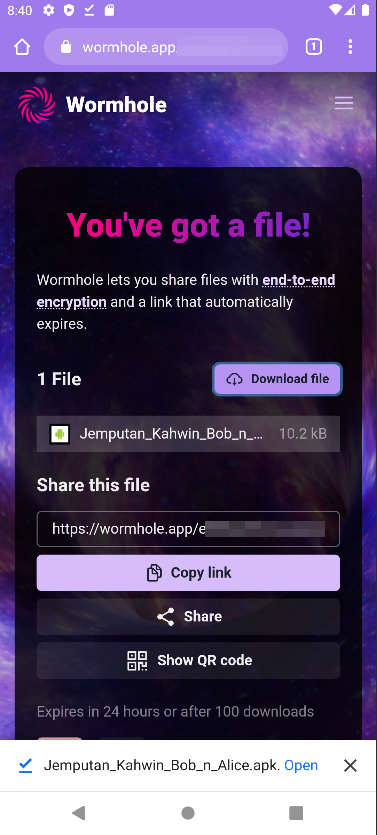 8:40
wormhole.app
1
Wormhole
You've got a file!
Wormhole lets you share files with end-to-end
encryption and a link that automatically
expires.
1 File
Download file
Jemputan_Kahwin_Bob_n_... 10.2 kB
Share this file
https://wormhole.app/e
Copy link
Share
Show QR code
Expires in 24 hours or after 100 downloads
Jemputan_Kahwin_Bob_n_Alice.apk. Open